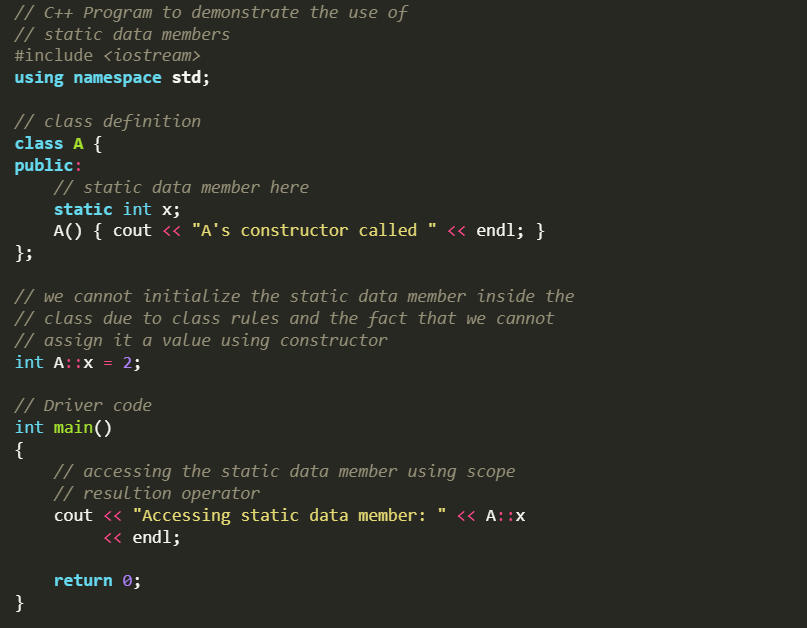 // C++ Program to demonstrate the use of
// static data members
#include <iostream>
using namespace std;

// class definition
class A {
public:
    // static data member here
    static int x;
    A() { cout << "A's constructor called " << endl; }
};

// we cannot initialize the static data member inside the
// class due to class rules and the fact that we cannot
// assign it a value using constructor
int A::x = 2;

// Driver code
int main()
{
    // accessing the static data member using scope
    // resultion operator
    cout << "Accessing static data member: " << A::x
         << endl;

    return 0;
}